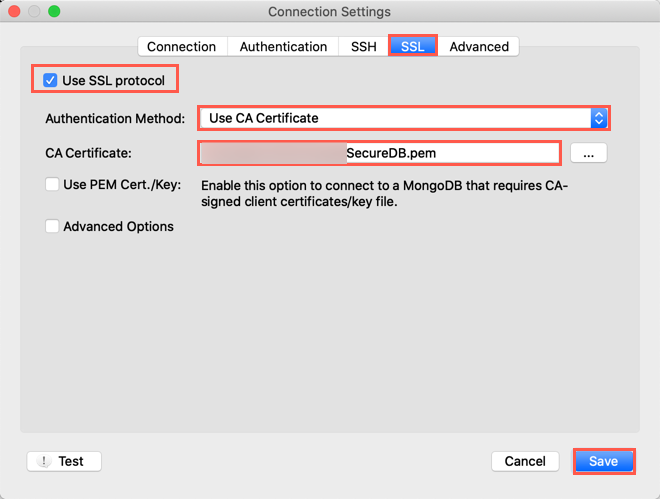 Connection Settings
Connection Authentication SSH SSL Advanced
Use SSL protocol
Authentication Method: Use CA Certificate
CA Certificate: SecureDB.pem ...
Use PEM Cert./Key: Enable this option to connect to a MongoDB that requires CA-
signed client certificates/key file.
Advanced Options
! Test Cancel Save